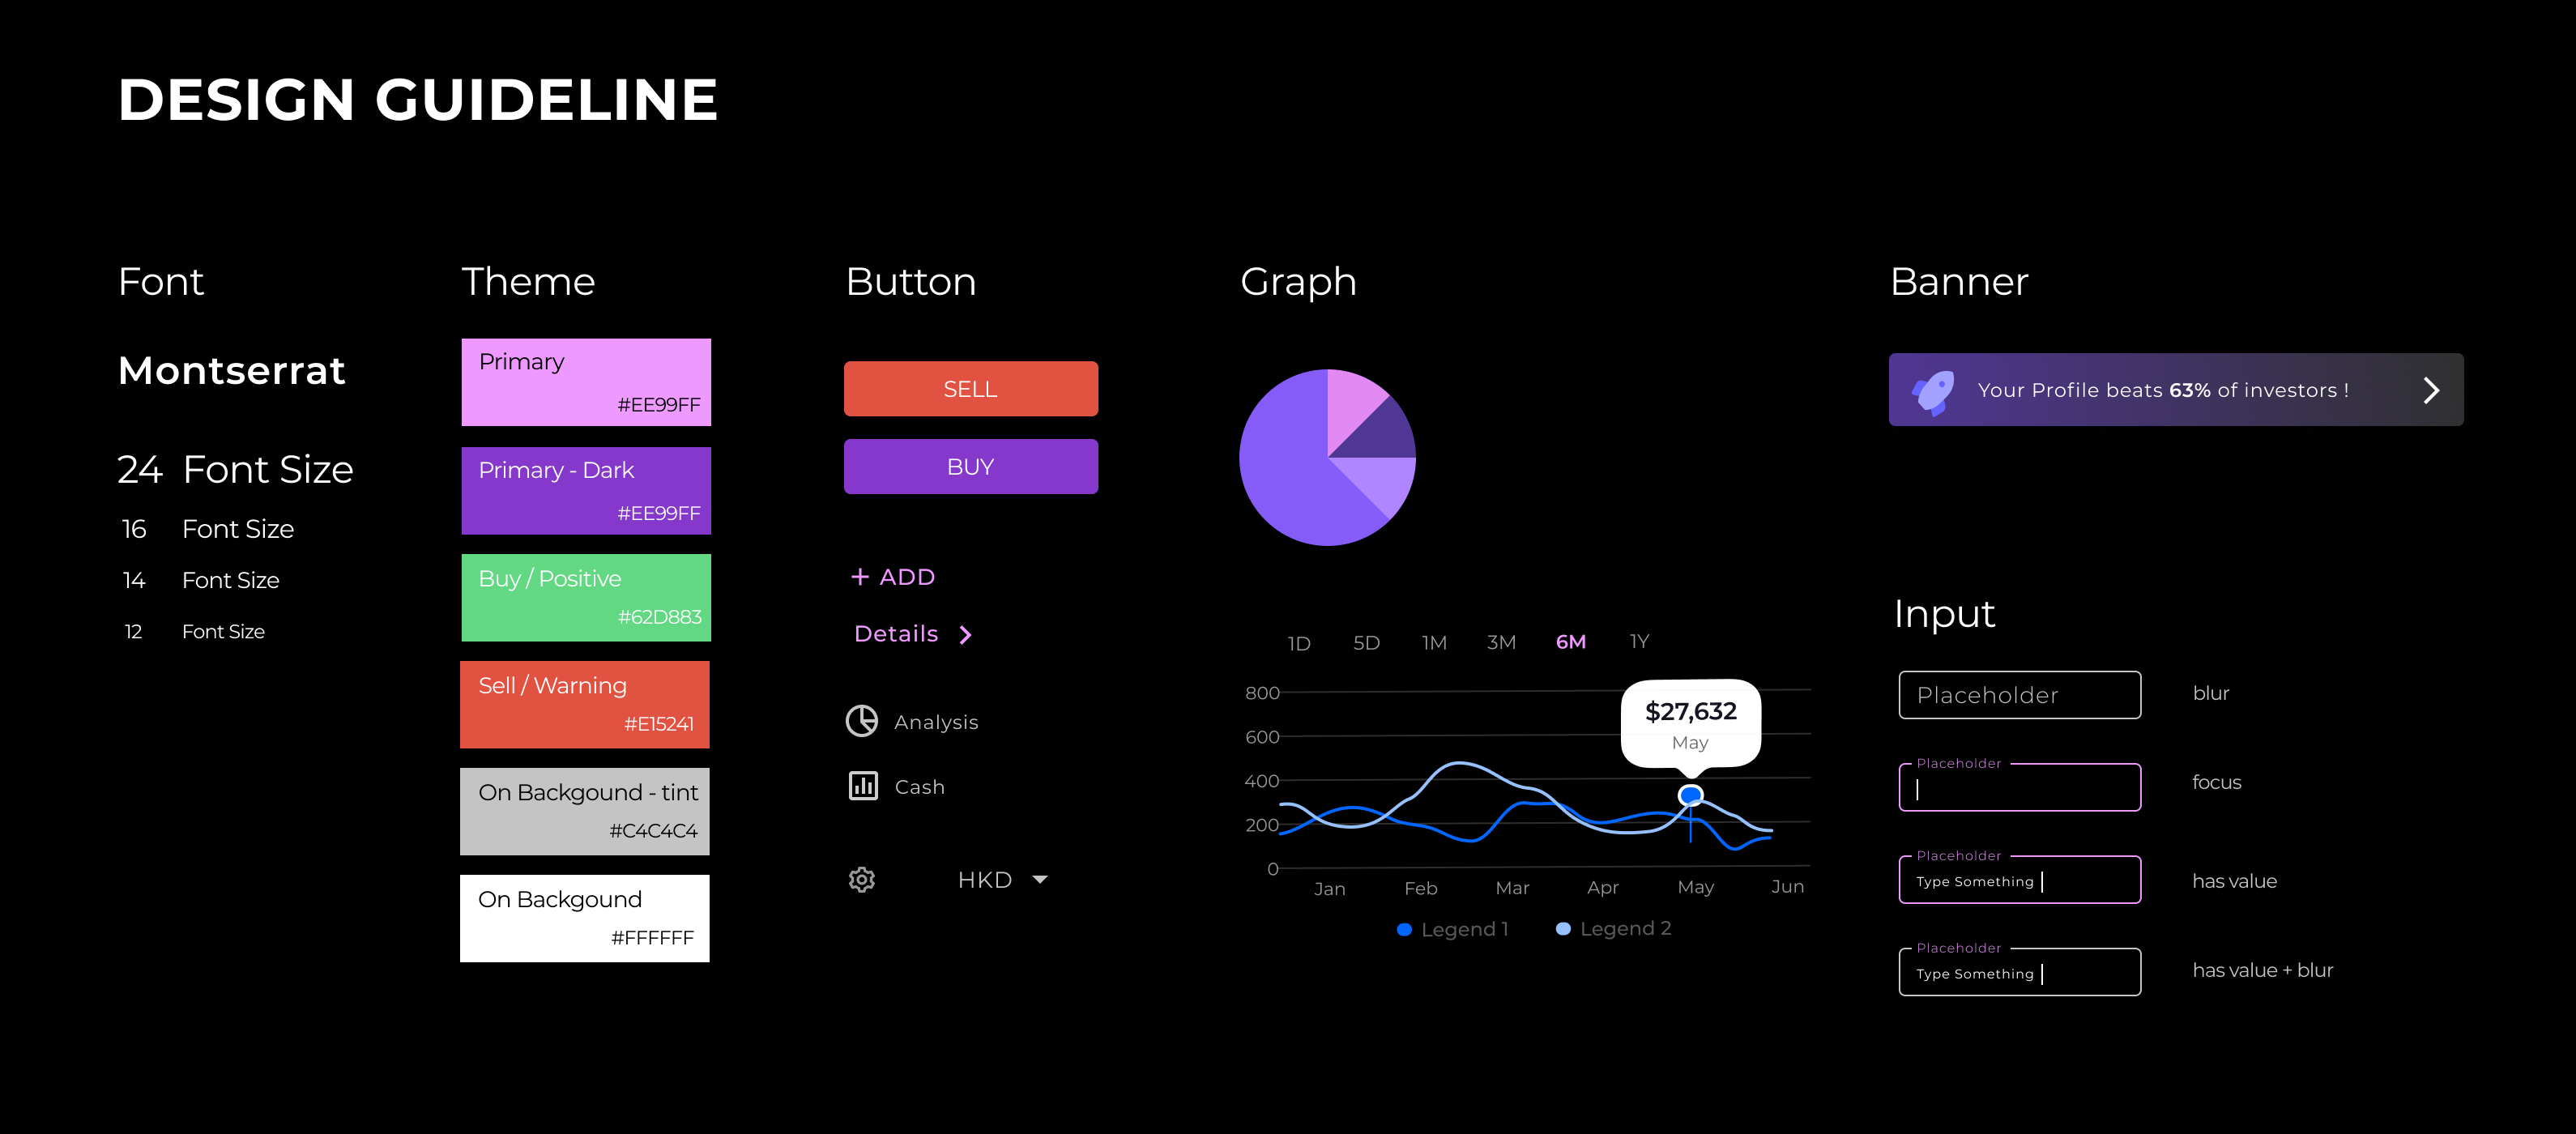 DESIGN GUIDELINE
Font
Montserrat
24 Font Size
16 Font Size
14 Font Size
12 Font Size
Theme
Primary
#EE99FF
Primary - Dark
#EE99FF
Buy / Positive
#62D883
Sell / Warning
#E15241
On Backgound - tint
#C4C4C4
On Backgound
#FFFFFF
Button
SELL
BUY
+ ADD
Details
Analysis
Cash
HKD
Graph
1D 5D 1M 3M 6M 1Y
800
600
400
200
0
$27,632
May
Jan Feb Mar Apr May Jun
Legend 1 Legend 2
Banner
Your Profile beats 63% of investors !
Input
Placeholder blur
Placeholder
focus
Placeholder
Type Something has value
Placeholder
Type Something has value + blur